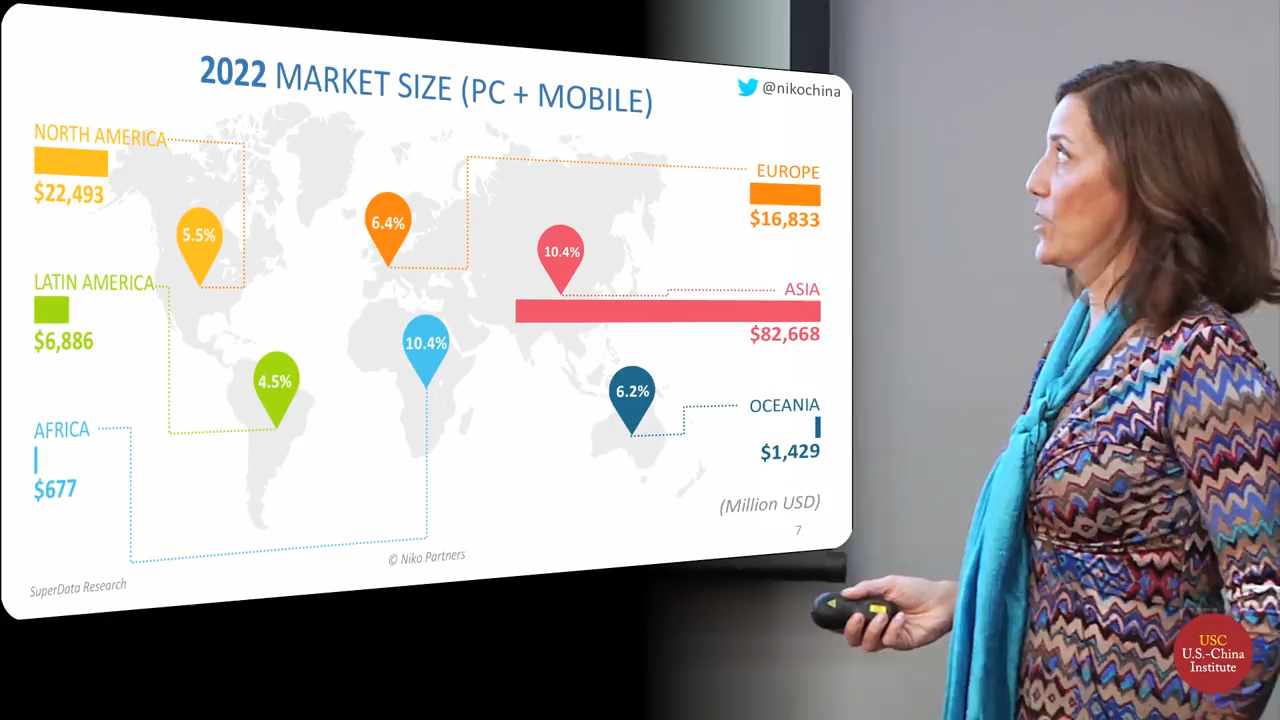 2022 MARKET SIZE (PC + MOBILE)
@nikochina
NORTH AMERICA
$22,493
5.5%
6.4%
EUROPE
$16,833
LATIN AMERICA
$6,886
4.5%
10.4%
ASIA
$82,668
AFRICA
$677
10.4%
6.2%
OCEANIA
$1,429
(Million USD)
7
© Niko Partners
SuperData Research
USC
U.S.-China
Institute